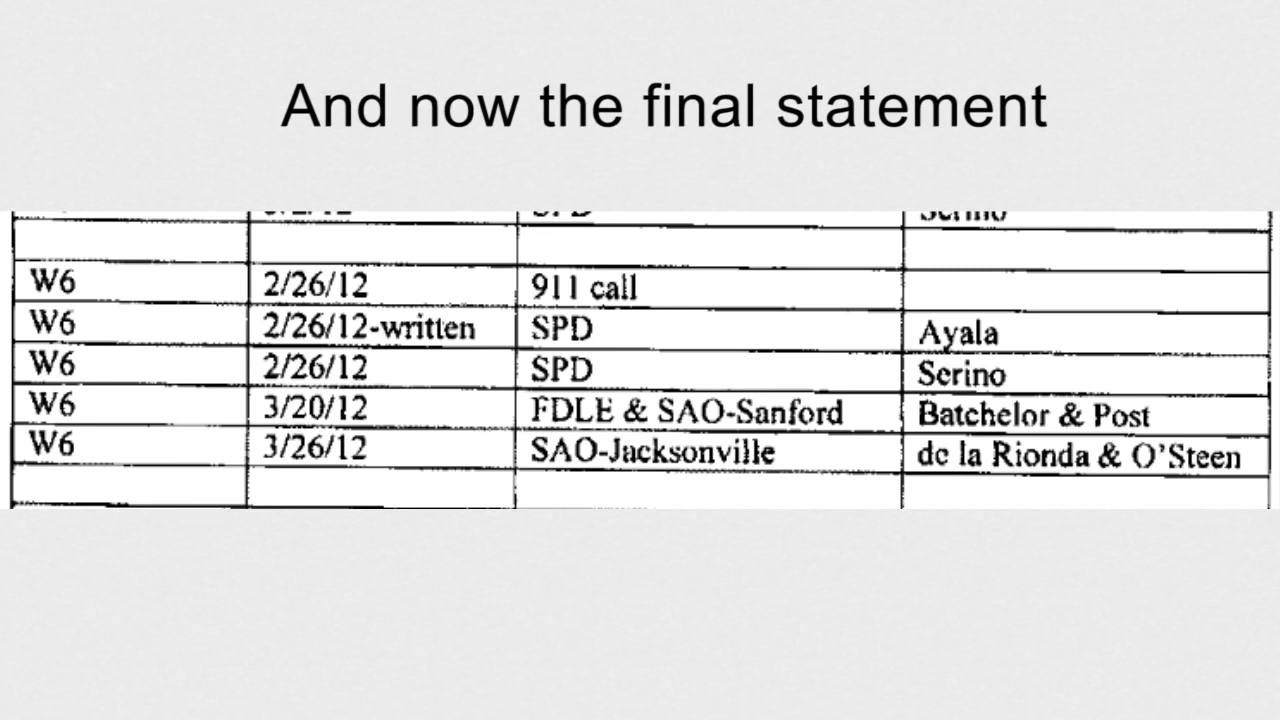 And now the final statement
W6 2/26/12 911 call
W6 2/26/12-written SPD Ayala
W6 2/26/12 SPD Serino
W6 3/20/12 FDLE & SAO-Sanford Batchelor & Post
W6 3/26/12 SAO-Jacksonville de la Rionda & O'Steen